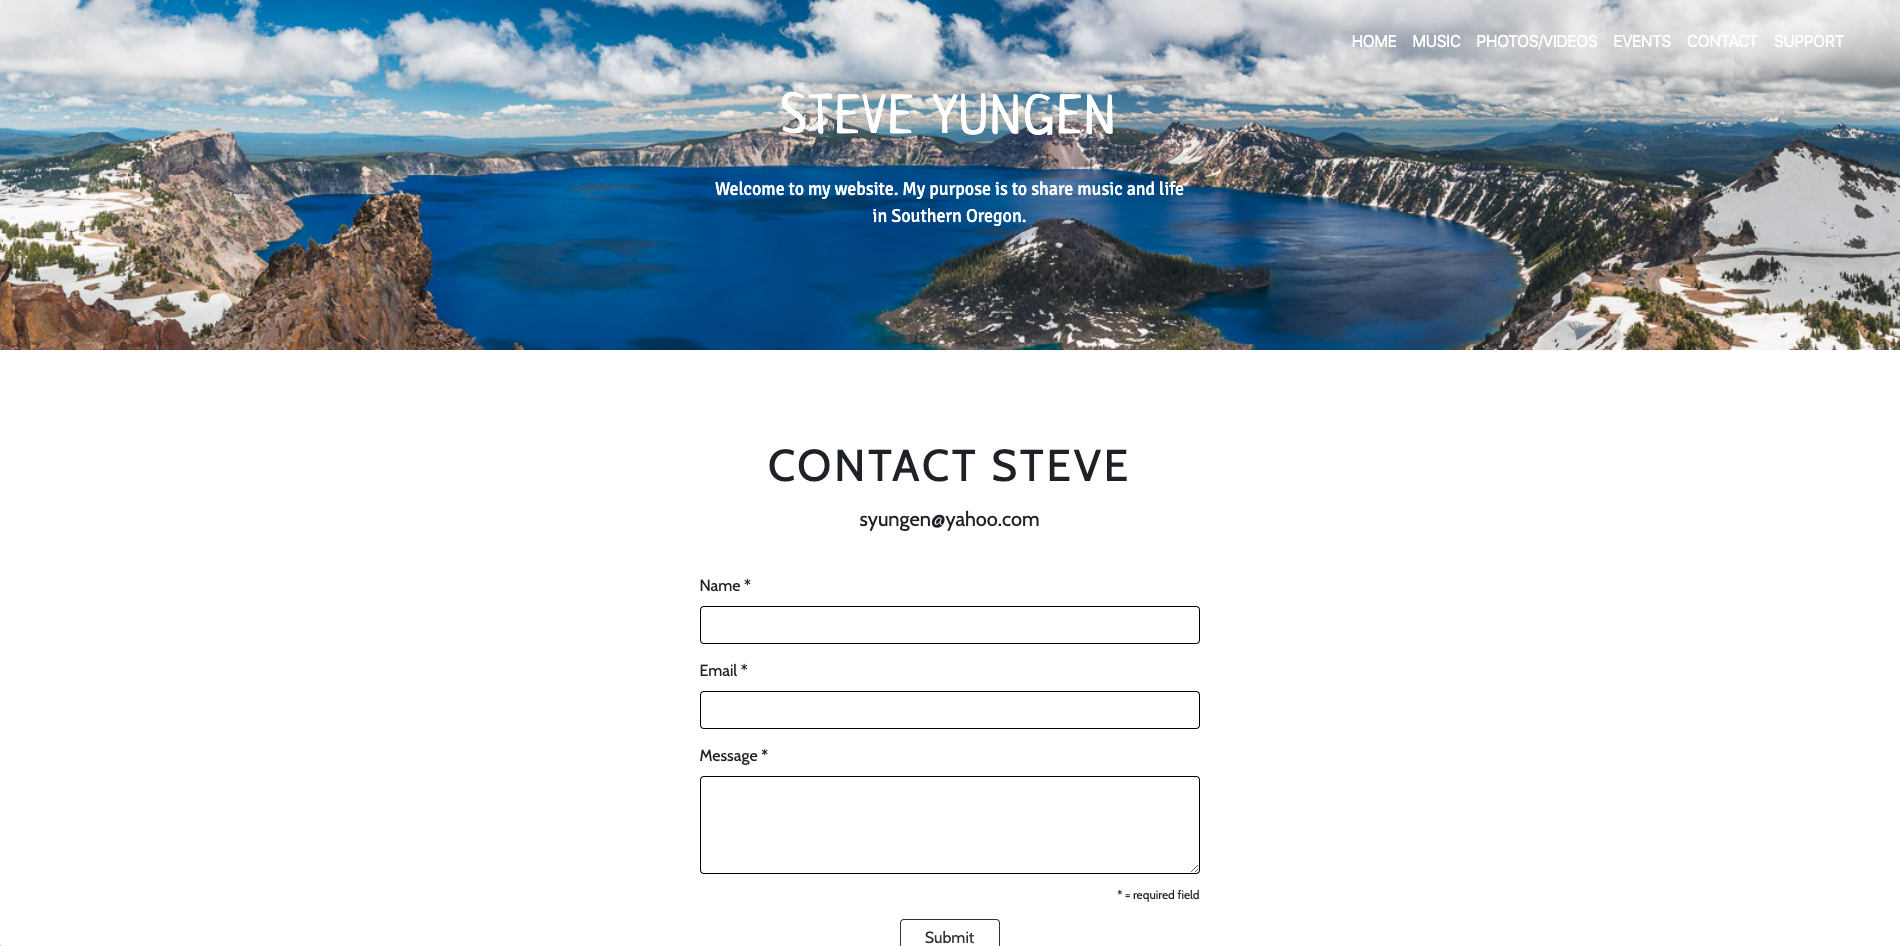 HOME MUSIC PHOTOS/VIDEOS EVENTS CONTACT SUPPORT
STEVE YUNGEN
Welcome to my website. My purpose is to share music and life
in Southern Oregon.
CONTACT STEVE
syungen@yahoo.com
Name *
Email *
Message *
* = required field
Submit